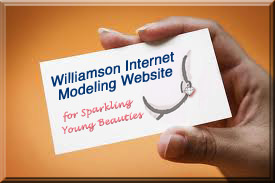 Williamson Internet
Modeling Website
for Sparkling
Young Beauties